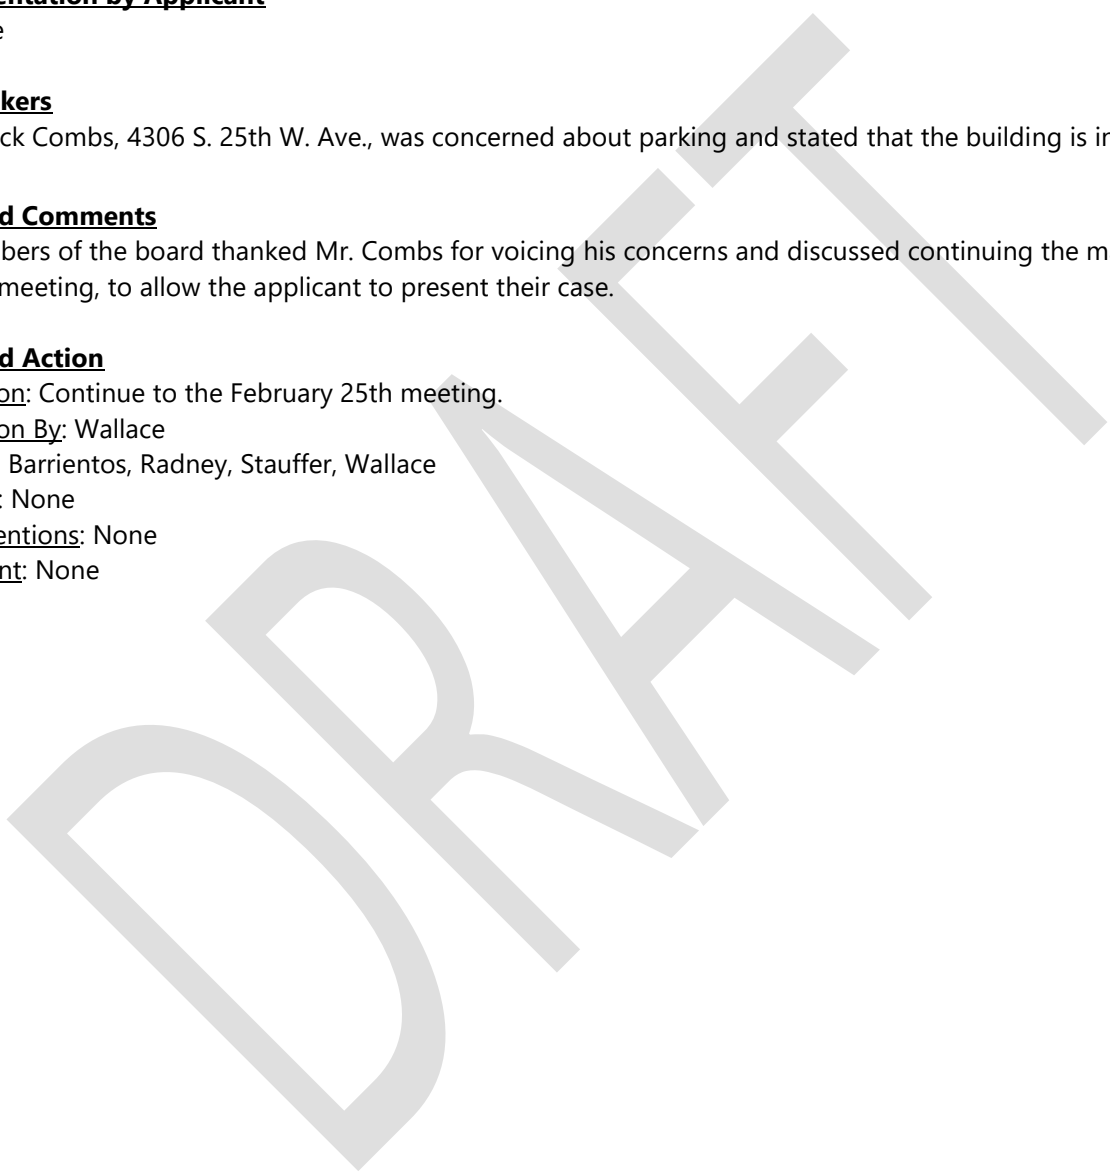 entation by Applicant
e
kers
ck Combs, 4306 S. 25th W. Ave., was concerned about parking and stated that the building is in
d Comments
bers of the board thanked Mr. Combs for voicing his concerns and discussed continuing the m
meeting, to allow the applicant to present their case.
d Action
on: Continue to the February 25th meeting.
on By: Wallace
Barrientos, Radney, Stauffer, Wallace
: None
entions: None
nt: None
DRAFT